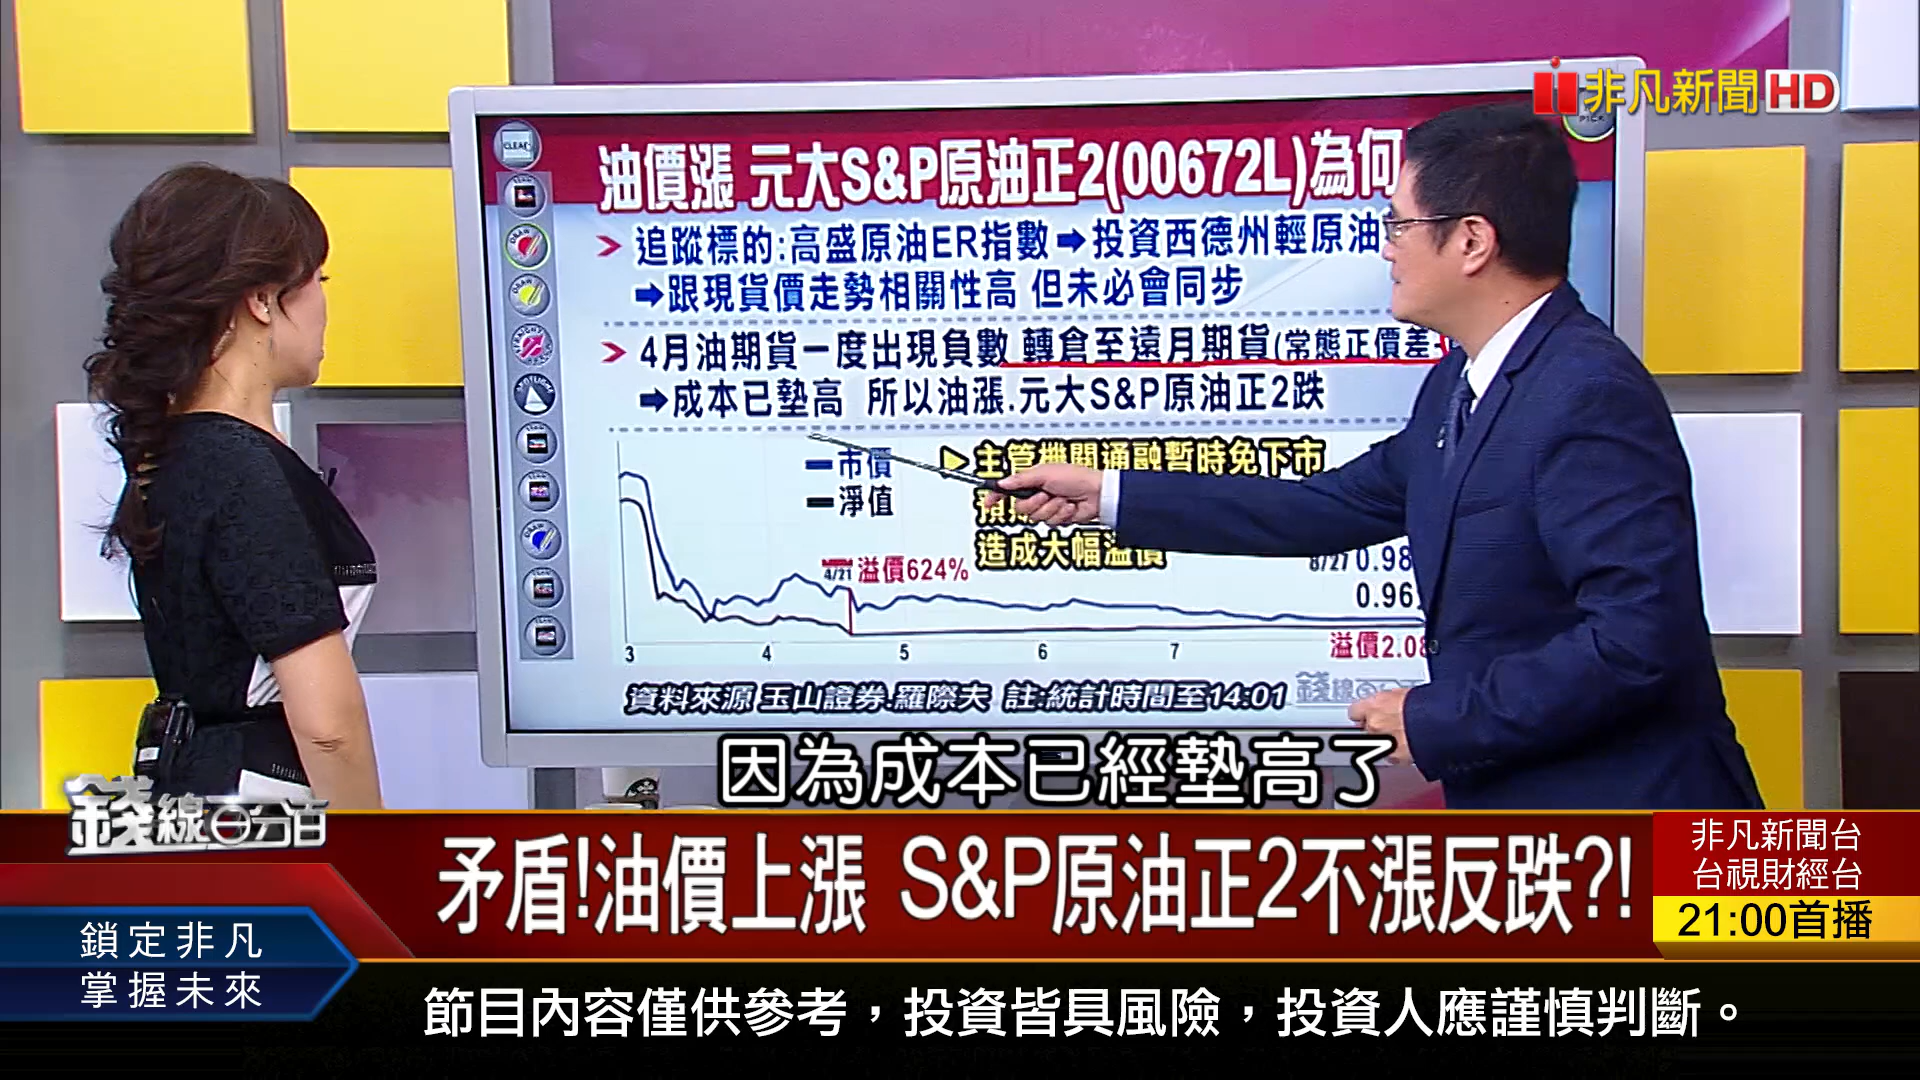 非凡新聞HD
PICK
CLEAR
油價漲 元大S&P原油正2(00672L)為何
追蹤標的:高盛原油ER指數➡投資西德州輕原油
➡跟現貨價走勢相關性高 但未必會同步
4月油期貨一度出現負數 轉倉至遠月期貨(常態正價差
➡成本已墊高 所以油漲.元大S&P原油正2跌
市價
淨值
▶主管機關通融暫時免下市
預期
造成大幅溢價
4/21 溢價624%
8/27 0.98
0.96
溢價2.08
3 4 5 6 7
資料來源 玉山證券.羅際夫 註:統計時間至14:01
錢線百分百
因為成本已經墊高了
錢線百分百
矛盾!油價上漲 S&P原油正2不漲反跌?!
非凡新聞台
台視財經台
21:00首播
鎖定非凡
掌握未來
節目內容僅供參考，投資皆具風險，投資人應謹慎判斷。